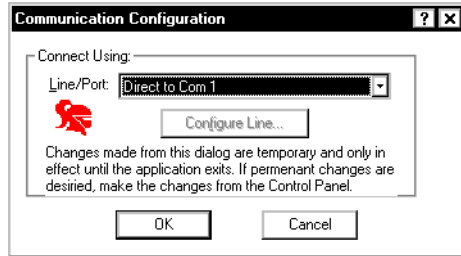 Communication Configuration
Connect Using:
Line/Port: Direct to Com 1
Configure Line...
Changes made from this dialog are temporary and only in
effect until the application exits. If permenant changes are
desiried, make the changes from the Control Panel.
OK Cancel